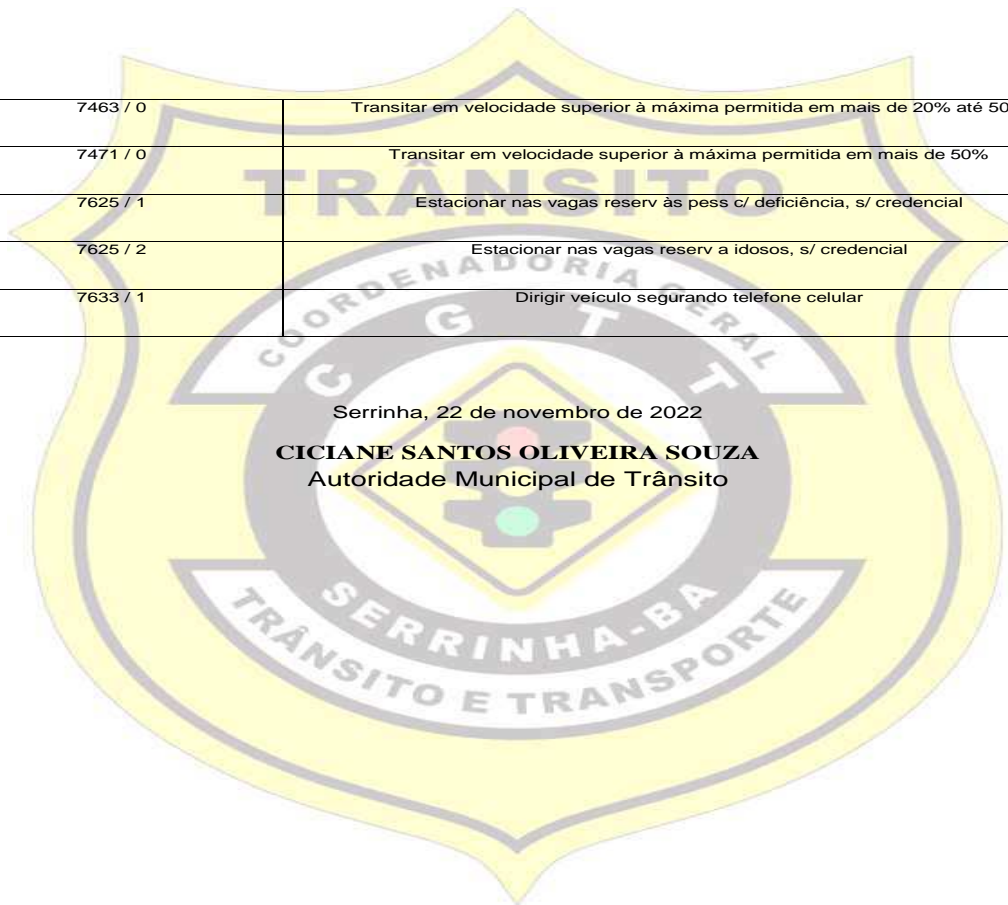 7463 / 0 Transitar em velocidade superior à máxima permitida em mais de 20% até 50
7471 / 0 Transitar em velocidade superior à máxima permitida em mais de 50%
TRÂNSITO
7625 / 1 Estacionar nas vagas reserv às pess c/ deficiência, s/ credencial
7625 / 2 Estacionar nas vagas reserv a idosos, s/ credencial
COORDENADORIA GERAL
7633 / 1 Dirigir veículo segurando telefone celular
CGTT
Serrinha, 22 de novembro de 2022
CICIANE SANTOS OLIVEIRA SOUZA
Autoridade Municipal de Trânsito
SERRINHA-BA
TRÂNSITO E TRANSPORTE